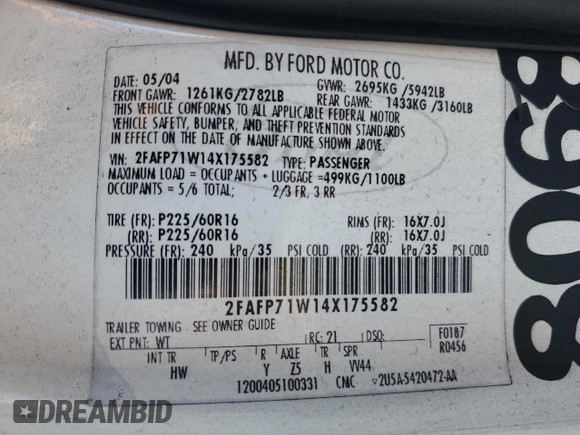 MFD. BY FORD MOTOR CO.
DATE 05/04 GVWR: 2695KG /5942LB
FRONT GAWR: 1261KG/2782LB REAR GAWR: 1433KG/3160LB
THIS VEHICLE CONFORMS TO ALL APPLICABLE FEDERAL MOTOR
VEHICLE SAFETY, BUMPER, AND THEFT PREVENTION STANDARDS
IN EFFECT ON THE DATE OF MANUFACTURE SHOWN ABOVE.
VIN: 2FAFP71W14X175582 TYPE: PASSENGER
MAXIMUM LOAD = OCCUPANTS + LUGGAGE =499KG/1100LB
OCCUPANTS = 5/6 TOTAL; 2/3 FR, 3 RR
TIRE (FR): P225/60R16 RIMS (FR): 16X7.0J
(RR): P225/60R16 (RR): 16X7.0J
PRESSURE (FR): 240 kPa/35 PSI COLD (RR): 240 kPa/35 PSI COLD
2FAFP71W14X175582
TRAILER TOWING - SEE OWNER GUIDE
EXT PNT: WT RC: 21 DSO: F0187
R0456
INT TR TP/PS R AXLE TR SPR
HW Y Z5 H VV44
1200405100331 CMC 2U5A-5420472-AA
8068
DREAMBID